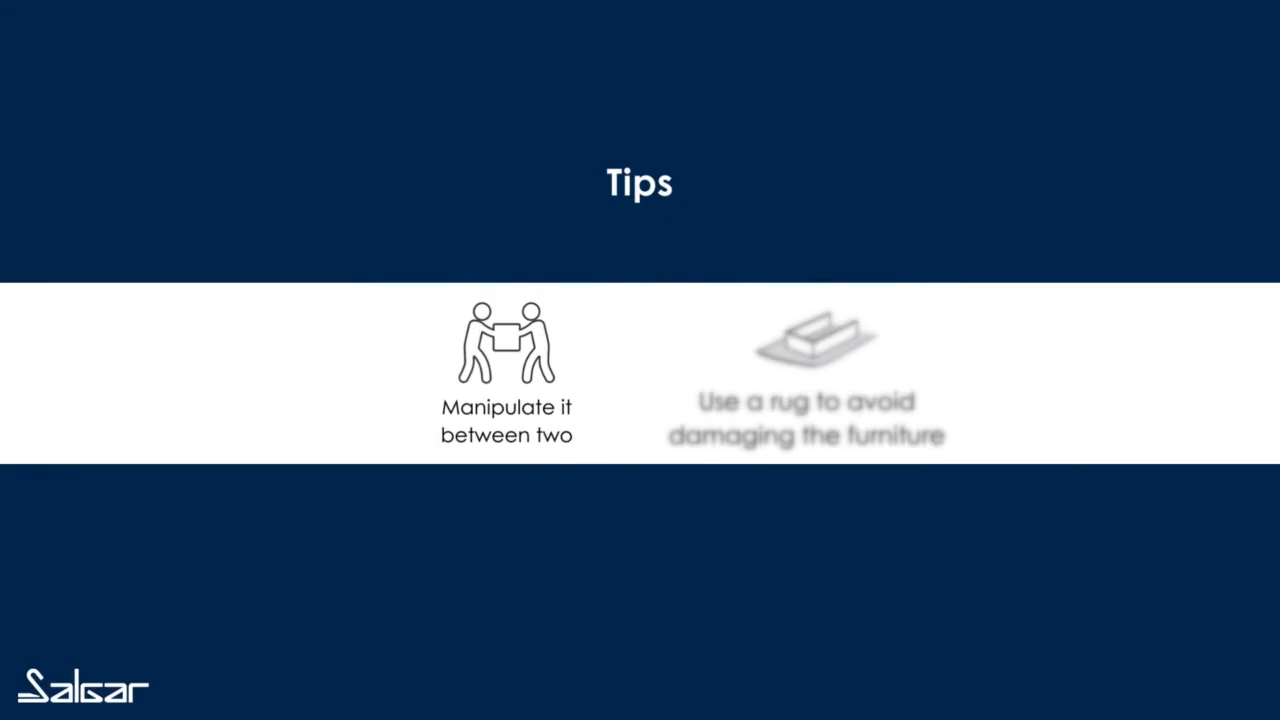 Tips
Manipulate it
between two
Use a rug to avoid
damaging the furniture
Salgar